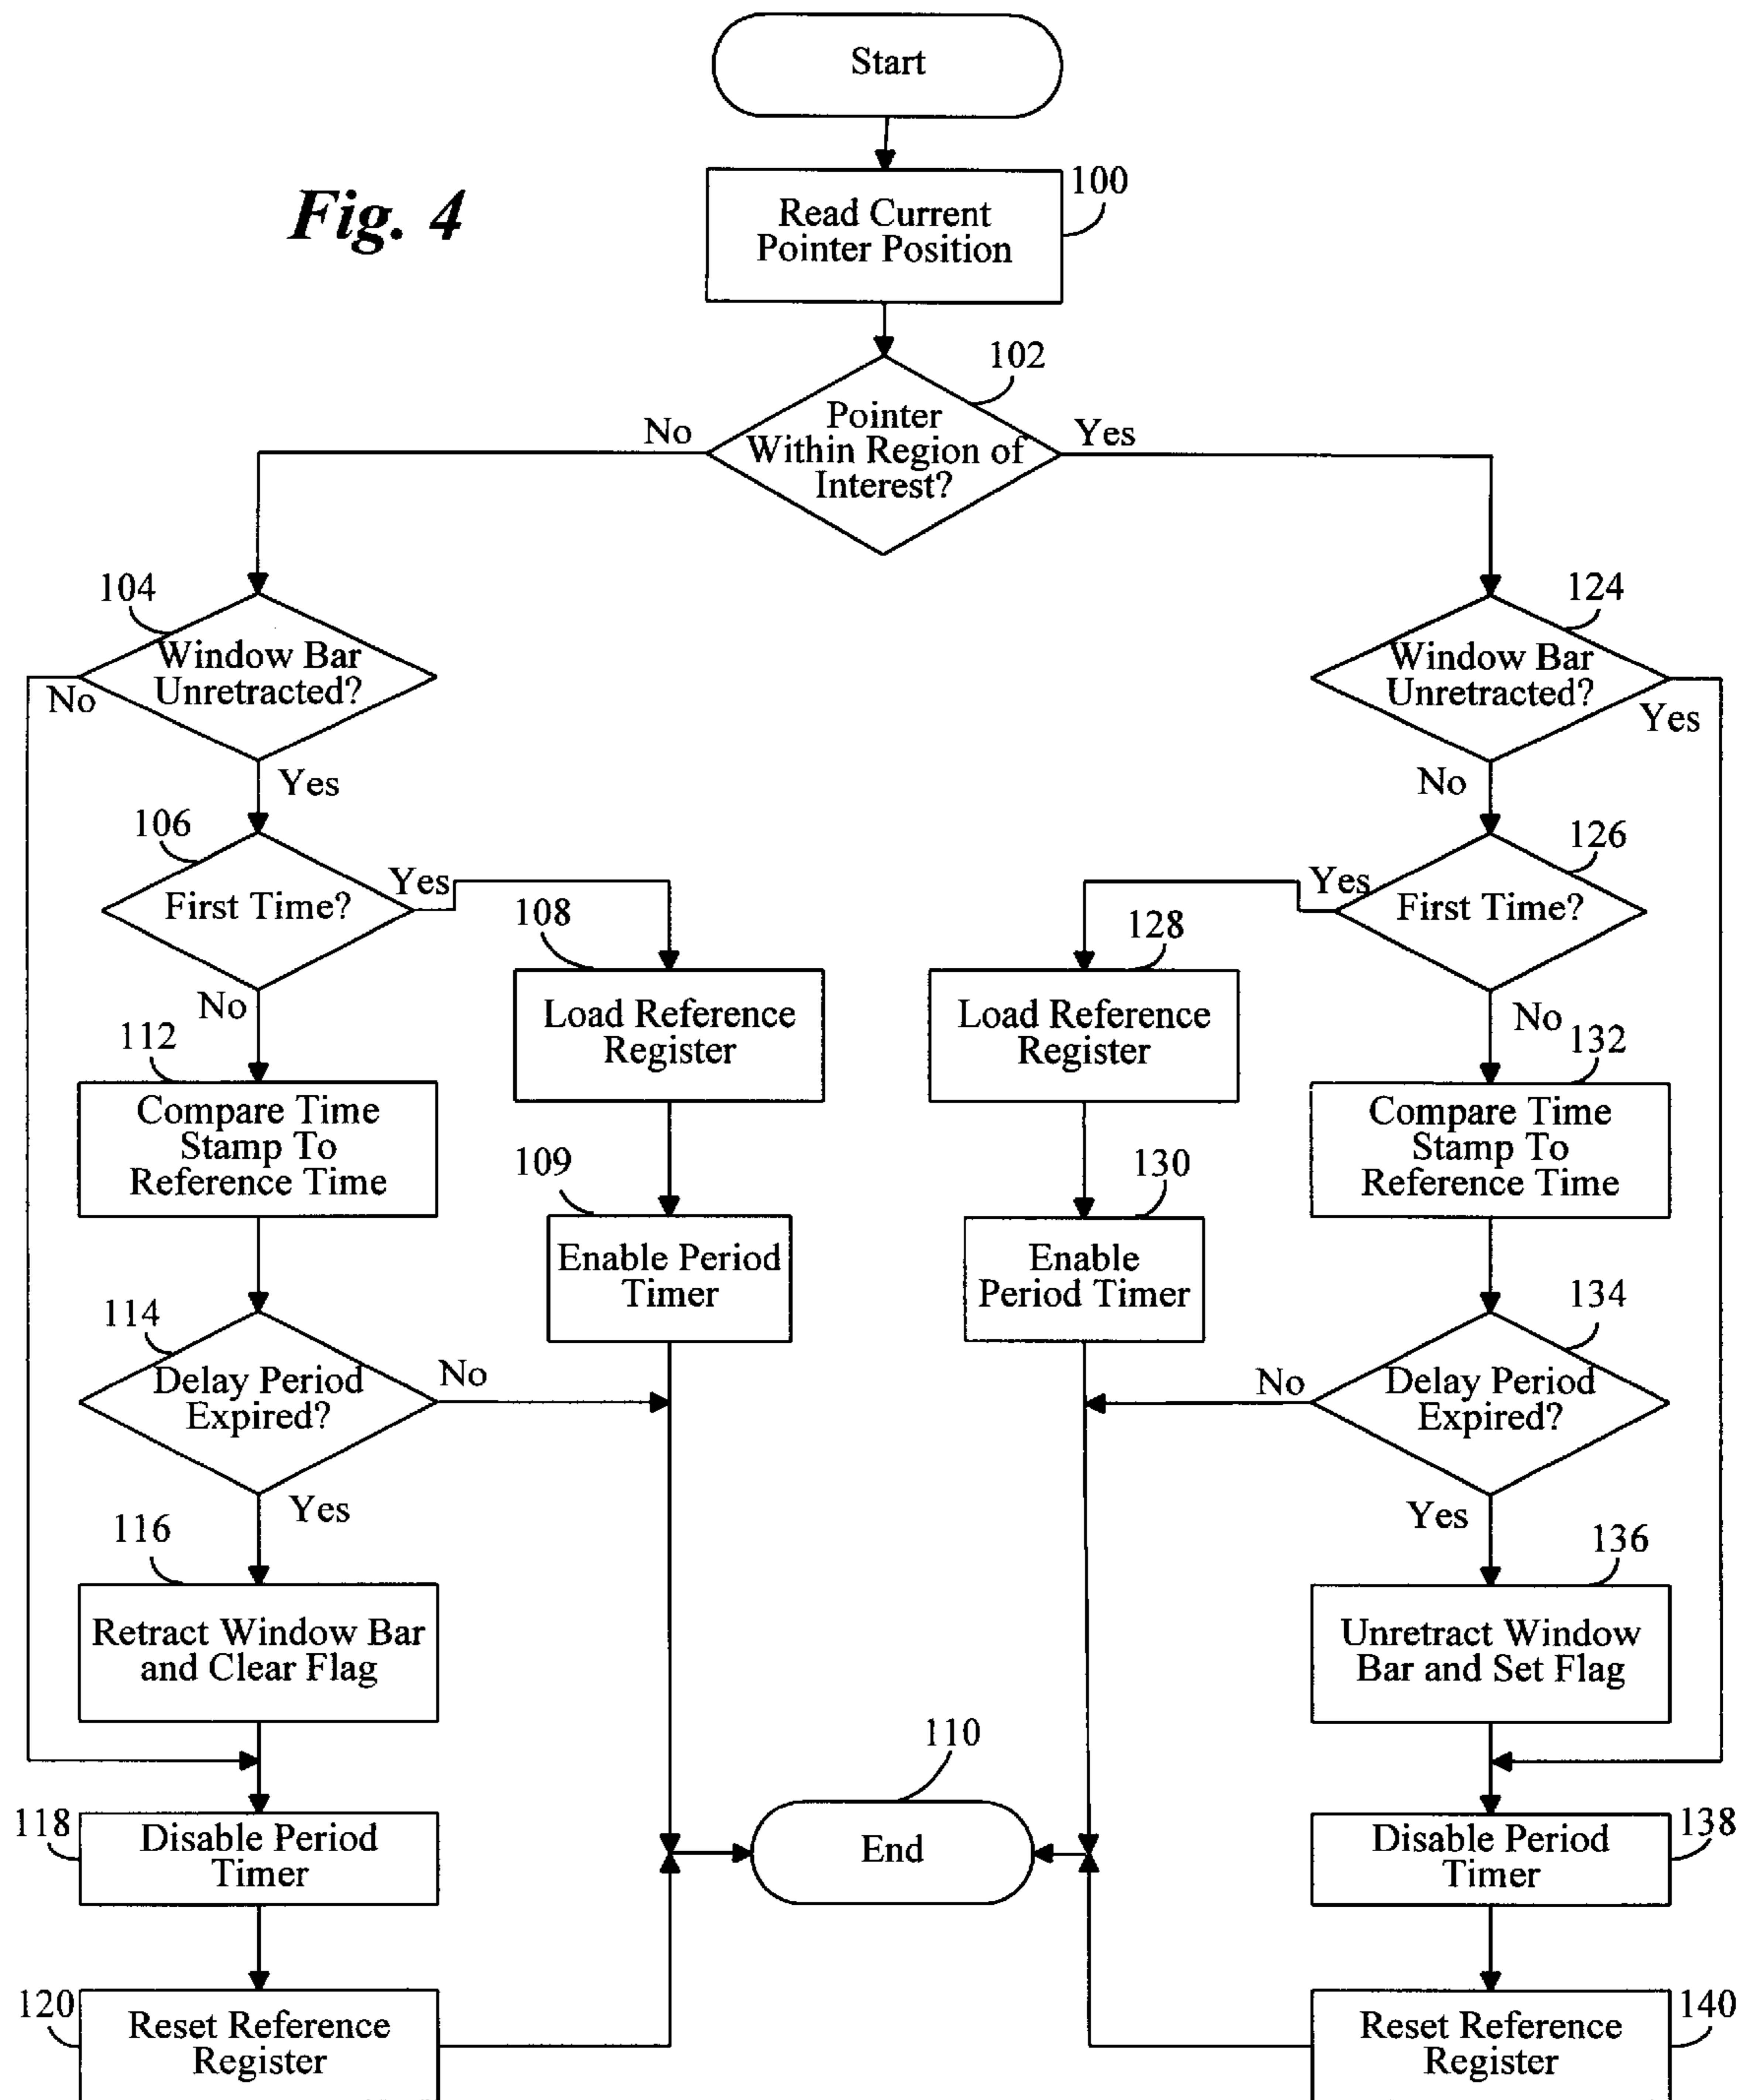 Start
Fig. 4
100
Read Current
Pointer Position
102
Pointer
Within Region of
Interest?
No
Yes
104
Window Bar
Unretracted?
No
Yes
124
Window Bar
Unretracted?
Yes
No
106
First Time?
Yes
No
126
First Time?
Yes
No
108
Load Reference
Register
128
Load Reference
Register
112
Compare Time
Stamp To
Reference Time
132
Compare Time
Stamp To
Reference Time
109
Enable Period
Timer
130
Enable
Period Timer
114
Delay Period
Expired?
No
Yes
134
Delay Period
Expired?
No
Yes
116
Retract Window Bar
and Clear Flag
136
Unretract Window
Bar and Set Flag
110
End
118
Disable Period
Timer
138
Disable Period
Timer
120
Reset Reference
Register
140
Reset Reference
Register